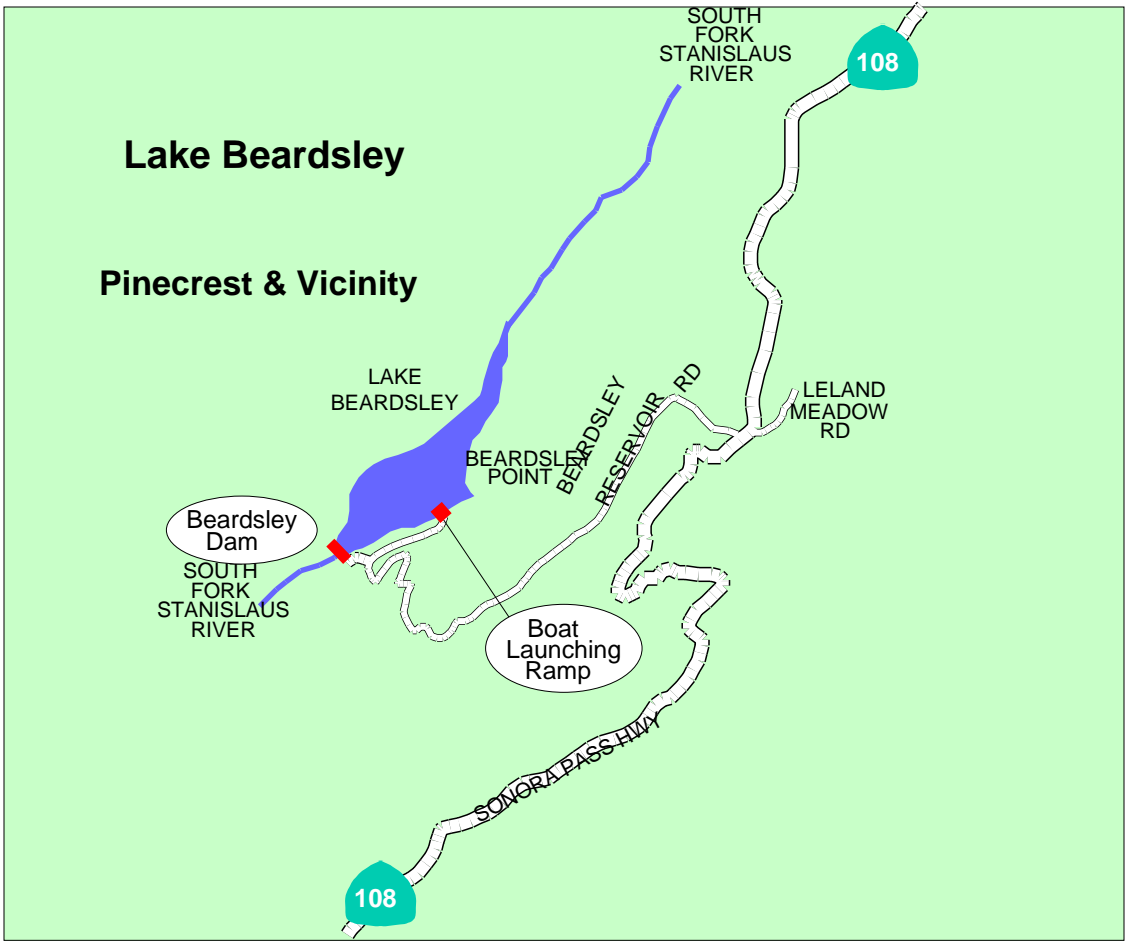 SOUTH
FORK
STANISLAUS
RIVER
108
Lake Beardsley
Pinecrest & Vicinity
LAKE
BEARDSLEY
BEARDSLEY
RESERVOIR RD
LELAND
MEADOW
RD
BEARDSLEY
POINT
Beardsley
Dam
SOUTH
FORK
STANISLAUS
RIVER
Boat
Launching
Ramp
SONORA PASS HWY
108